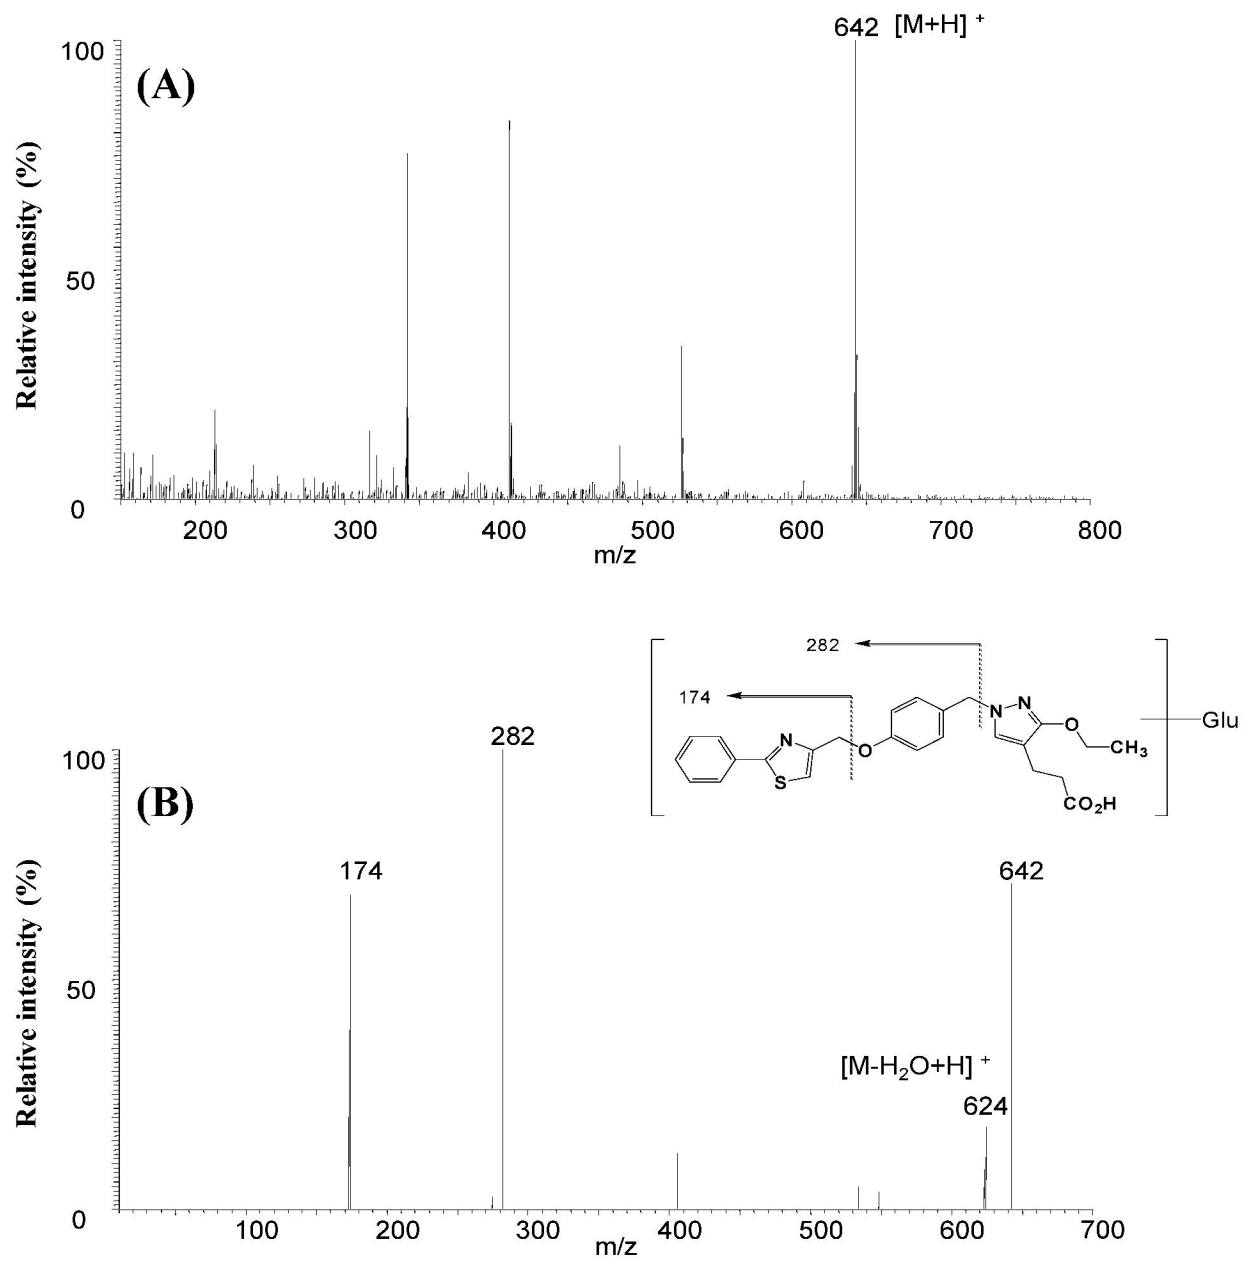 642 [M+H] +
100
(A)
50
0
Relative intensity (%)
200 300 400 500 600 700 800
m/z
282
174
N
S
O
N
N
O
CH₃
CO₂H
Glu
282
100
(B)
174
642
50
[M-H₂O+H] +
624
0
Relative intensity (%)
100 200 300 400 500 600 700
m/z